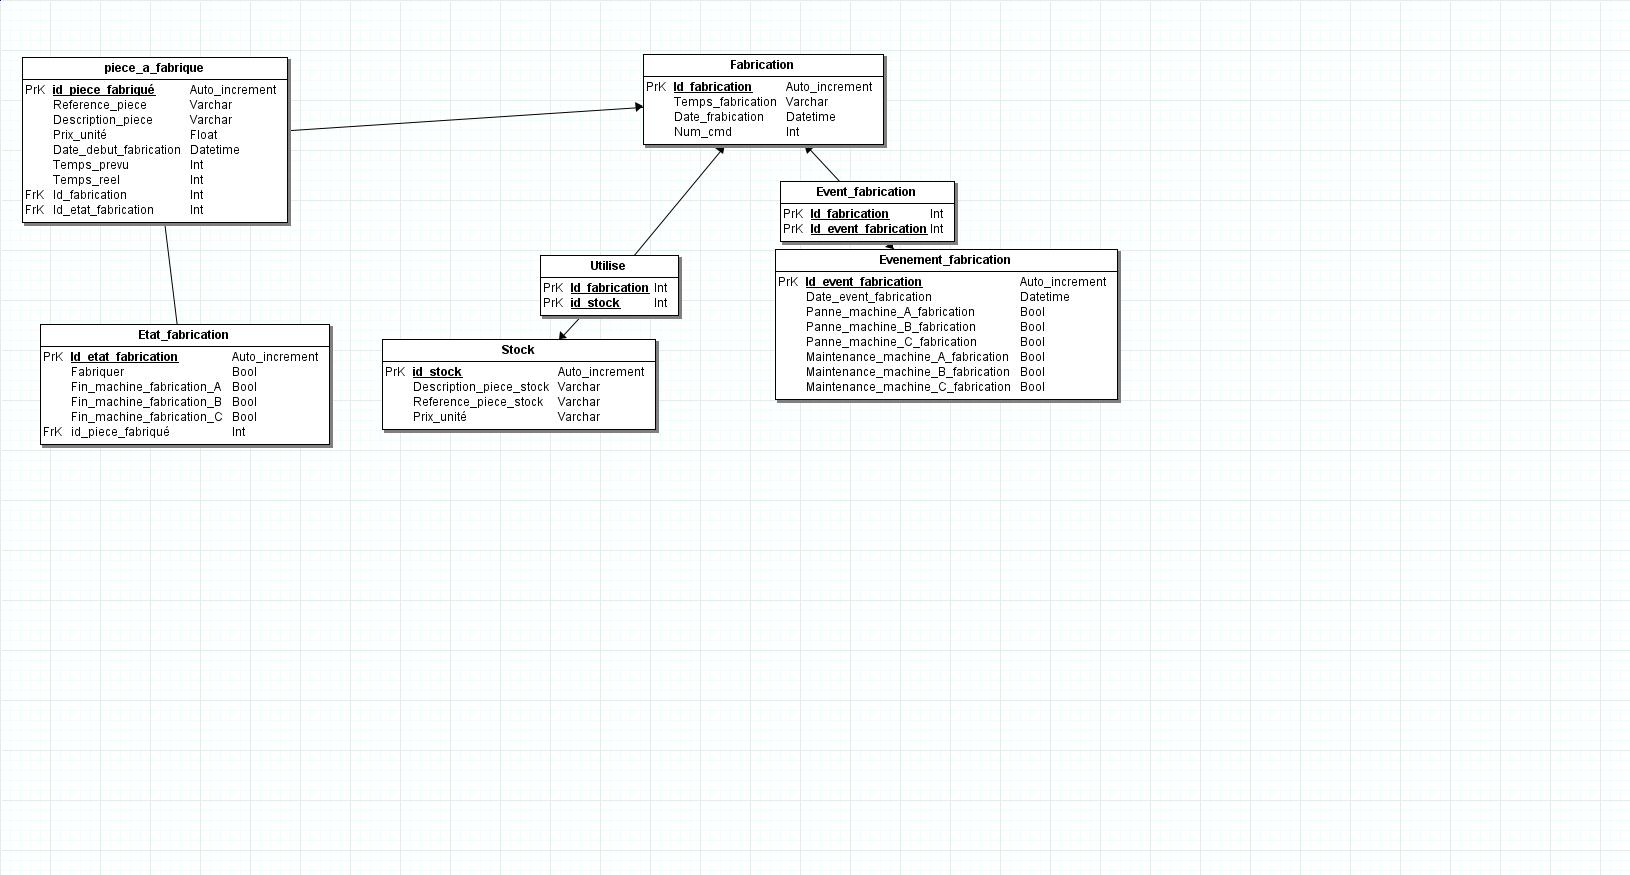 piece_a_fabrique
PrK id_piece_fabriqué Auto_increment
Reference_piece Varchar
Description_piece Varchar
Prix_unité Float
Date_debut_fabrication Datetime
Temps_prevu Int
Temps_reel Int
FrK Id_fabrication Int
FrK Id_etat_fabrication Int
Fabrication
PrK Id_fabrication Auto_increment
Temps_fabrication Varchar
Date_frabication Datetime
Num_cmd Int
Event_fabrication
PrK Id_fabrication Int
PrK Id_event_fabrication Int
Utilise
PrK Id_fabrication Int
PrK id_stock Int
Evenement_fabrication
PrK Id_event_fabrication Auto_increment
Date_event_fabrication Datetime
Panne_machine_A_fabrication Bool
Panne_machine_B_fabrication Bool
Panne_machine_C_fabrication Bool
Maintenance_machine_A_fabrication Bool
Maintenance_machine_B_fabrication Bool
Maintenance_machine_C_fabrication Bool
Etat_fabrication
PrK Id_etat_fabrication Auto_increment
Fabriquer Bool
Fin_machine_fabrication_A Bool
Fin_machine_fabrication_B Bool
Fin_machine_fabrication_C Bool
FrK id_piece_fabriqué Int
Stock
PrK id_stock Auto_increment
Description_piece_stock Varchar
Reference_piece_stock Varchar
Prix_unité Varchar